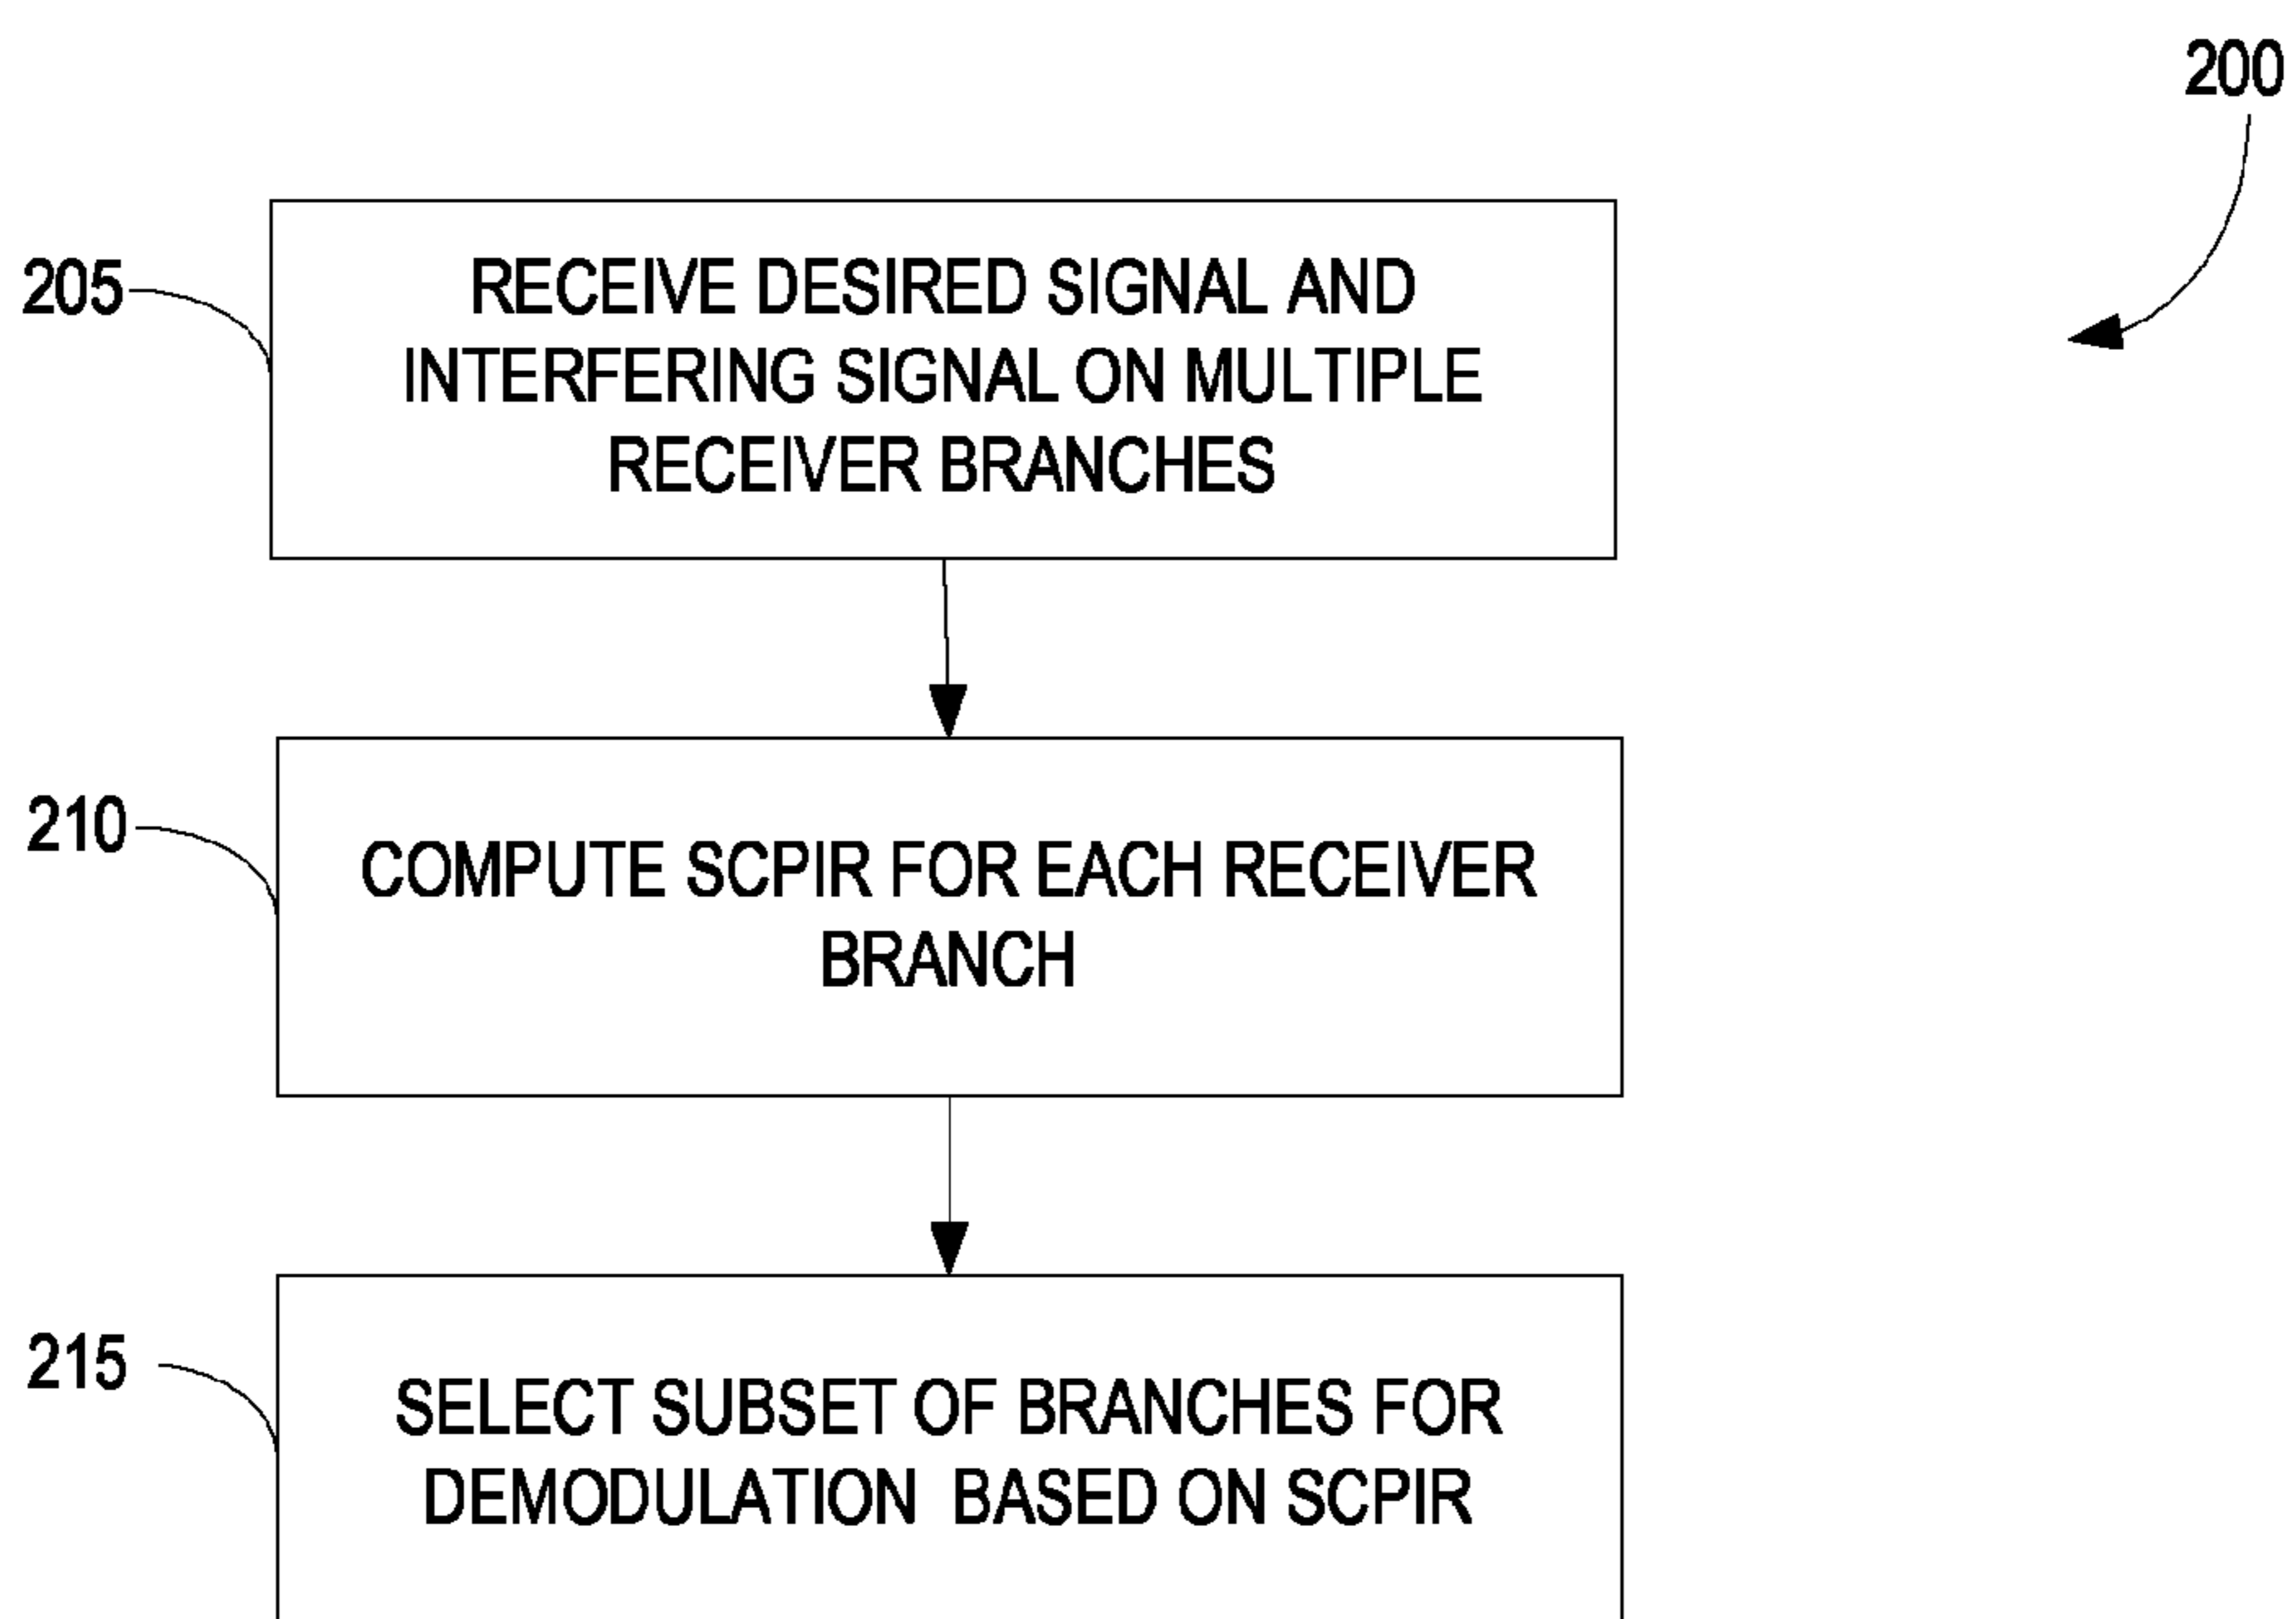 200
205
RECEIVE DESIRED SIGNAL AND
INTERFERING SIGNAL ON MULTIPLE
RECEIVER BRANCHES
210
COMPUTE SCPIR FOR EACH RECEIVER
BRANCH
215
SELECT SUBSET OF BRANCHES FOR
DEMODULATION BASED ON SCPIR